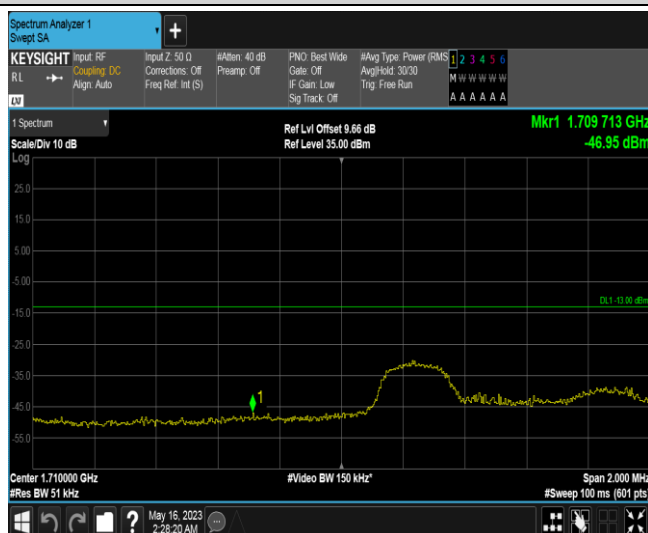 Spectrum Analyzer 1
Swept SA
+
KEYSIGHT
RL
Input: RF
Coupling: DC
Align: Auto
Input Z: 50 Ω
Corrections: Off
Freq Ref: Int (S)
#Atten: 40 dB
Preamp: Off
PNO: Best Wide
Gate: Off
IF Gain: Low
Sig Track: Off
#Avg Type: Power (RMS
Avg|Hold: 30/30
Trig: Free Run
1 2 3 4 5 6
M W W W W W
A A A A A A
1 Spectrum
Scale/Div 10 dB
Log
Ref Lvl Offset 9.66 dB
Ref Level 35.00 dBm
Mkr1 1.709 713 GHz
-46.95 dBm
25.0
15.0
5.00
-5.00
DL1 -13.00 dBm
-15.0
-25.0
-35.0
1
-45.0
-55.0
Center 1.710000 GHz
#Video BW 150 kHz*
Span 2.000 MHz
#Res BW 51 kHz
#Sweep 100 ms (601 pts)
?
May 16, 2023
2:28:20 AM